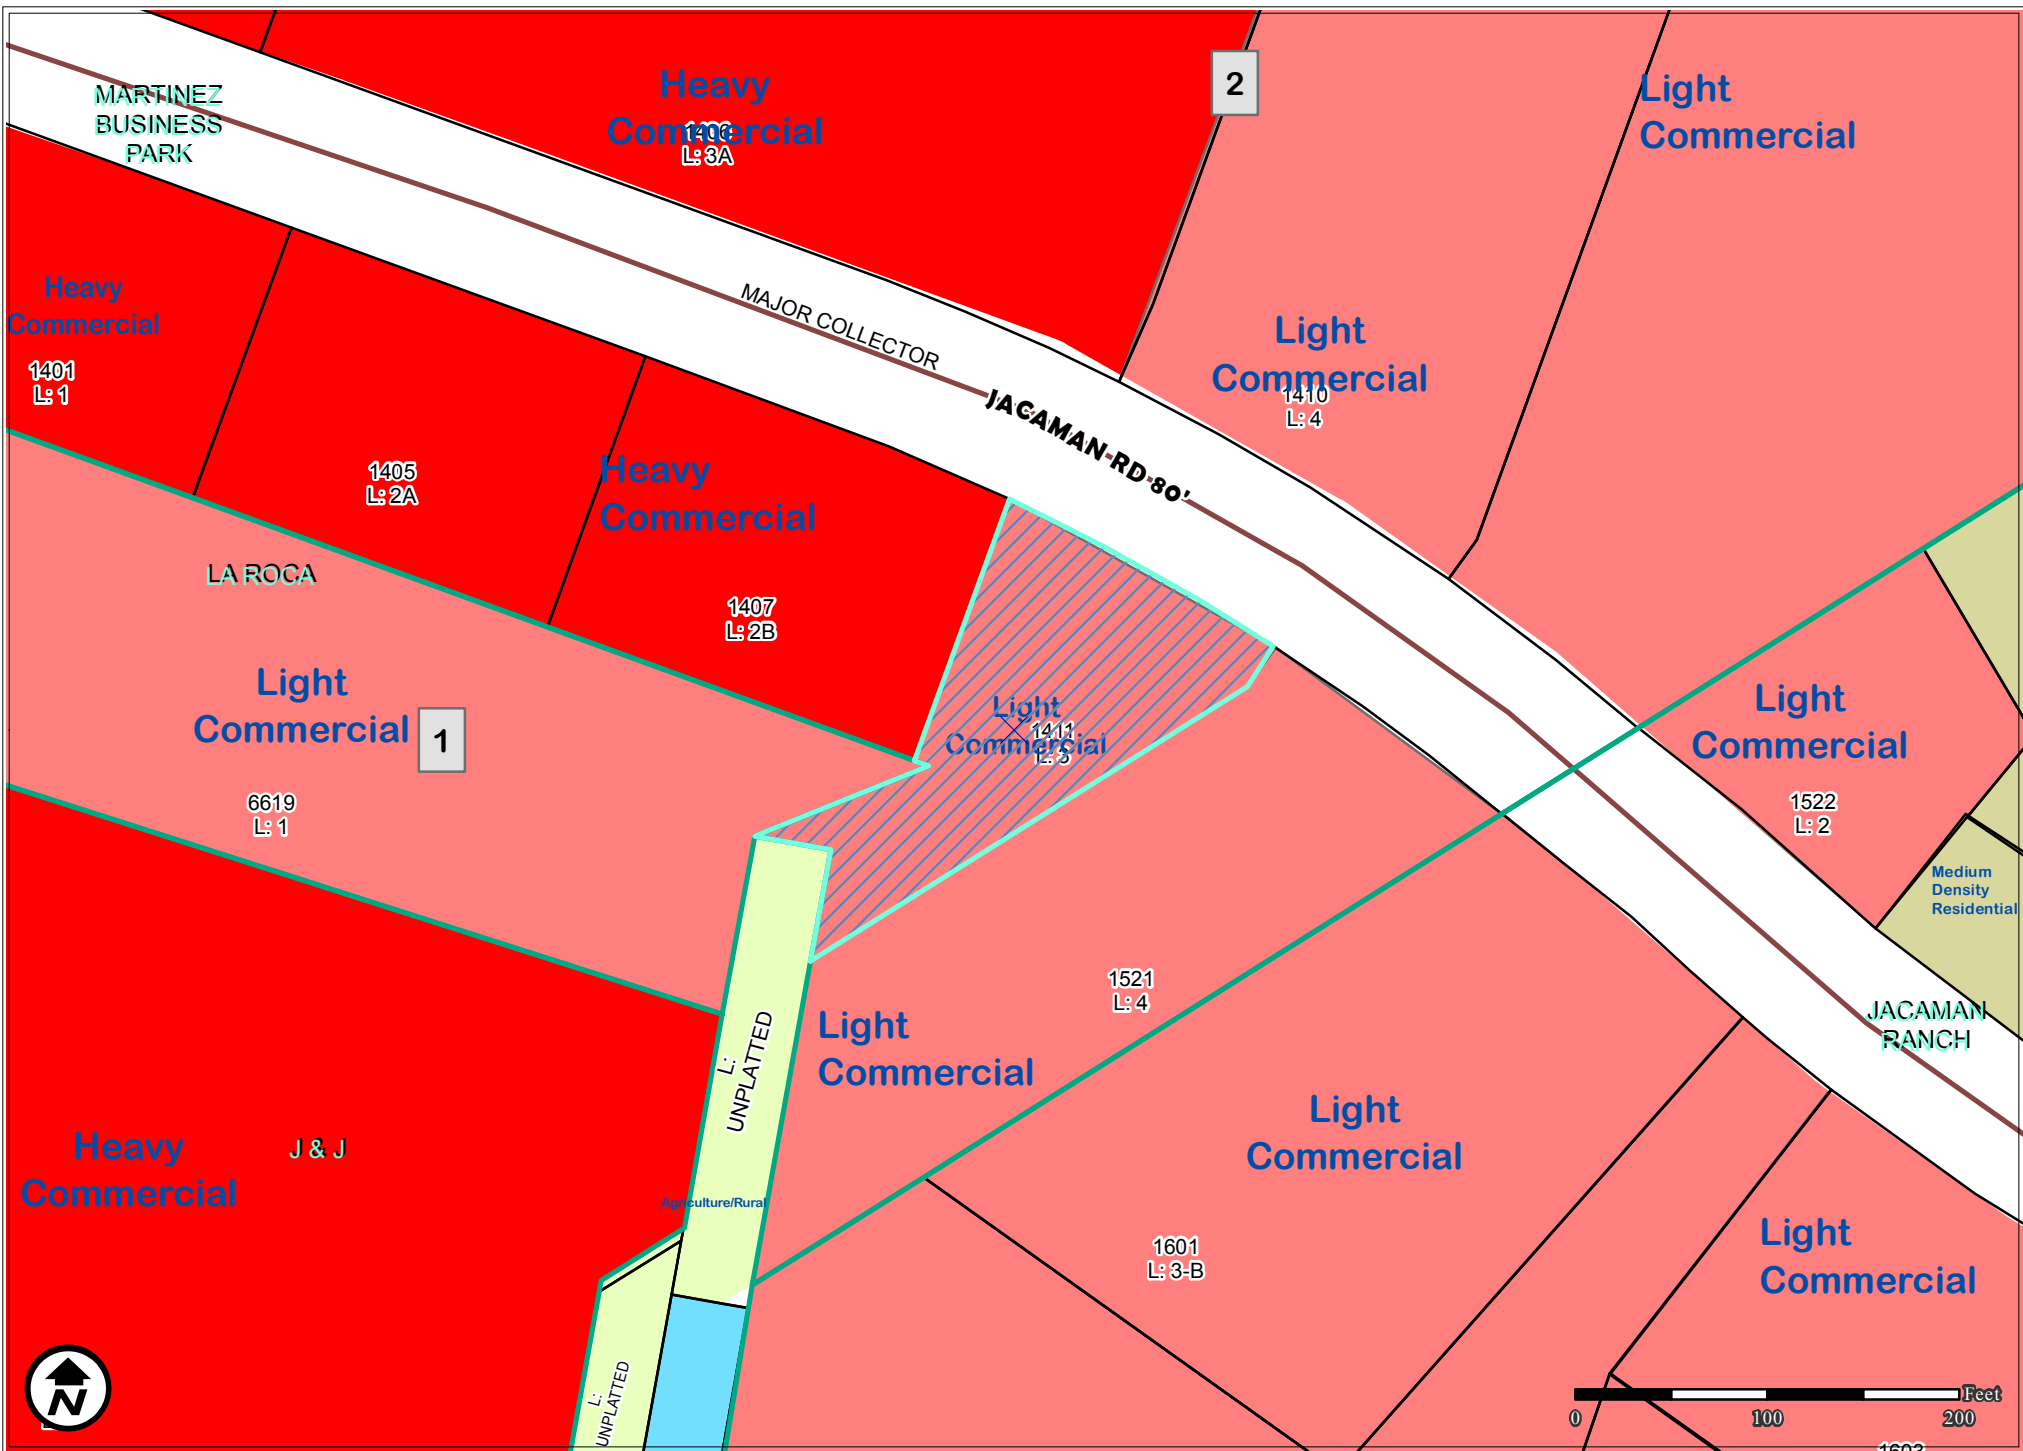 MARTINEZ
BUSINESS
PARK
Heavy
Commercial
1406
L: 3A
2
Light
Commercial
Heavy
Commercial
1401
L: 1
MAJOR COLLECTOR
JACAMAN RD 80'
Light
Commercial
1410
L: 4
1405
L: 2A
Heavy
Commercial
1407
L: 2B
LA ROCA
Light
Commercial
1
6619
L: 1
Light
Commercial
1411
L: 5
Light
Commercial
1522
L: 2
Medium
Density
Residential
1521
L: 4
JACAMAN
RANCH
Light
Commercial
L:
UNPLATTED
Heavy
Commercial
J & J
Agriculture/Rural
Light
Commercial
1601
L: 3-B
Light
Commercial
L:
UNPLATTED
N
Feet
0 100 200